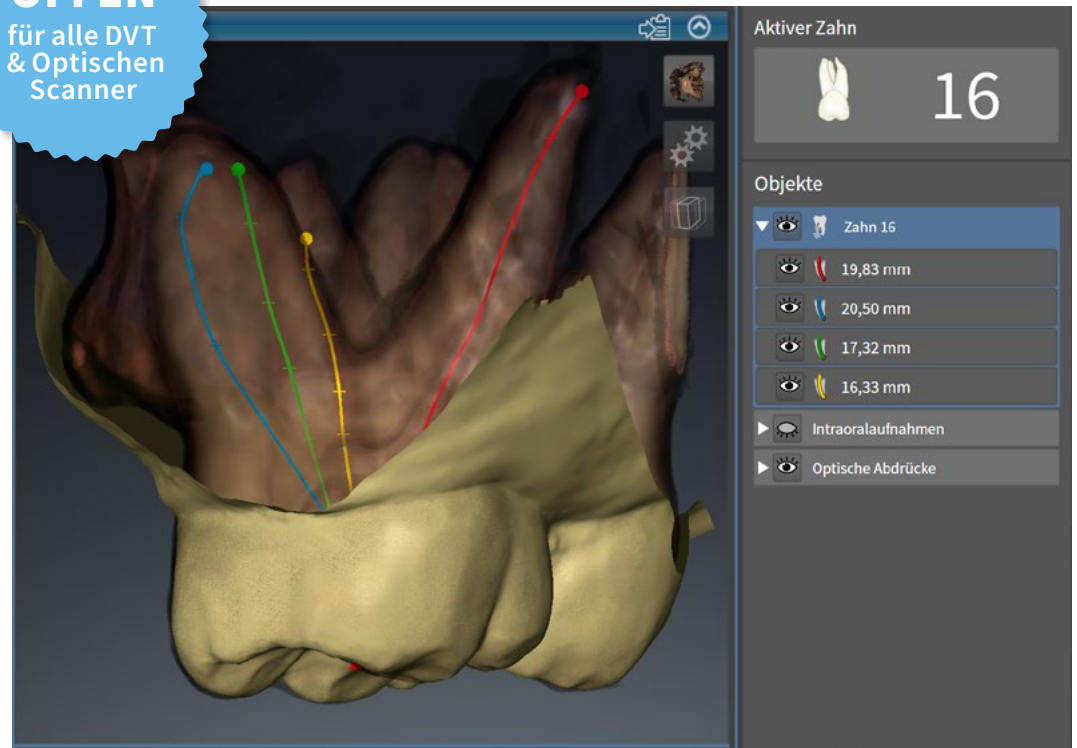 OFFEN
für alle DVT
& Optischen
Scanner
Aktiver Zahn
16
Objekte
Zahn 16
19,83 mm
20,50 mm
17,32 mm
16,33 mm
Intraoralaufnahmen
Optische Abdrücke